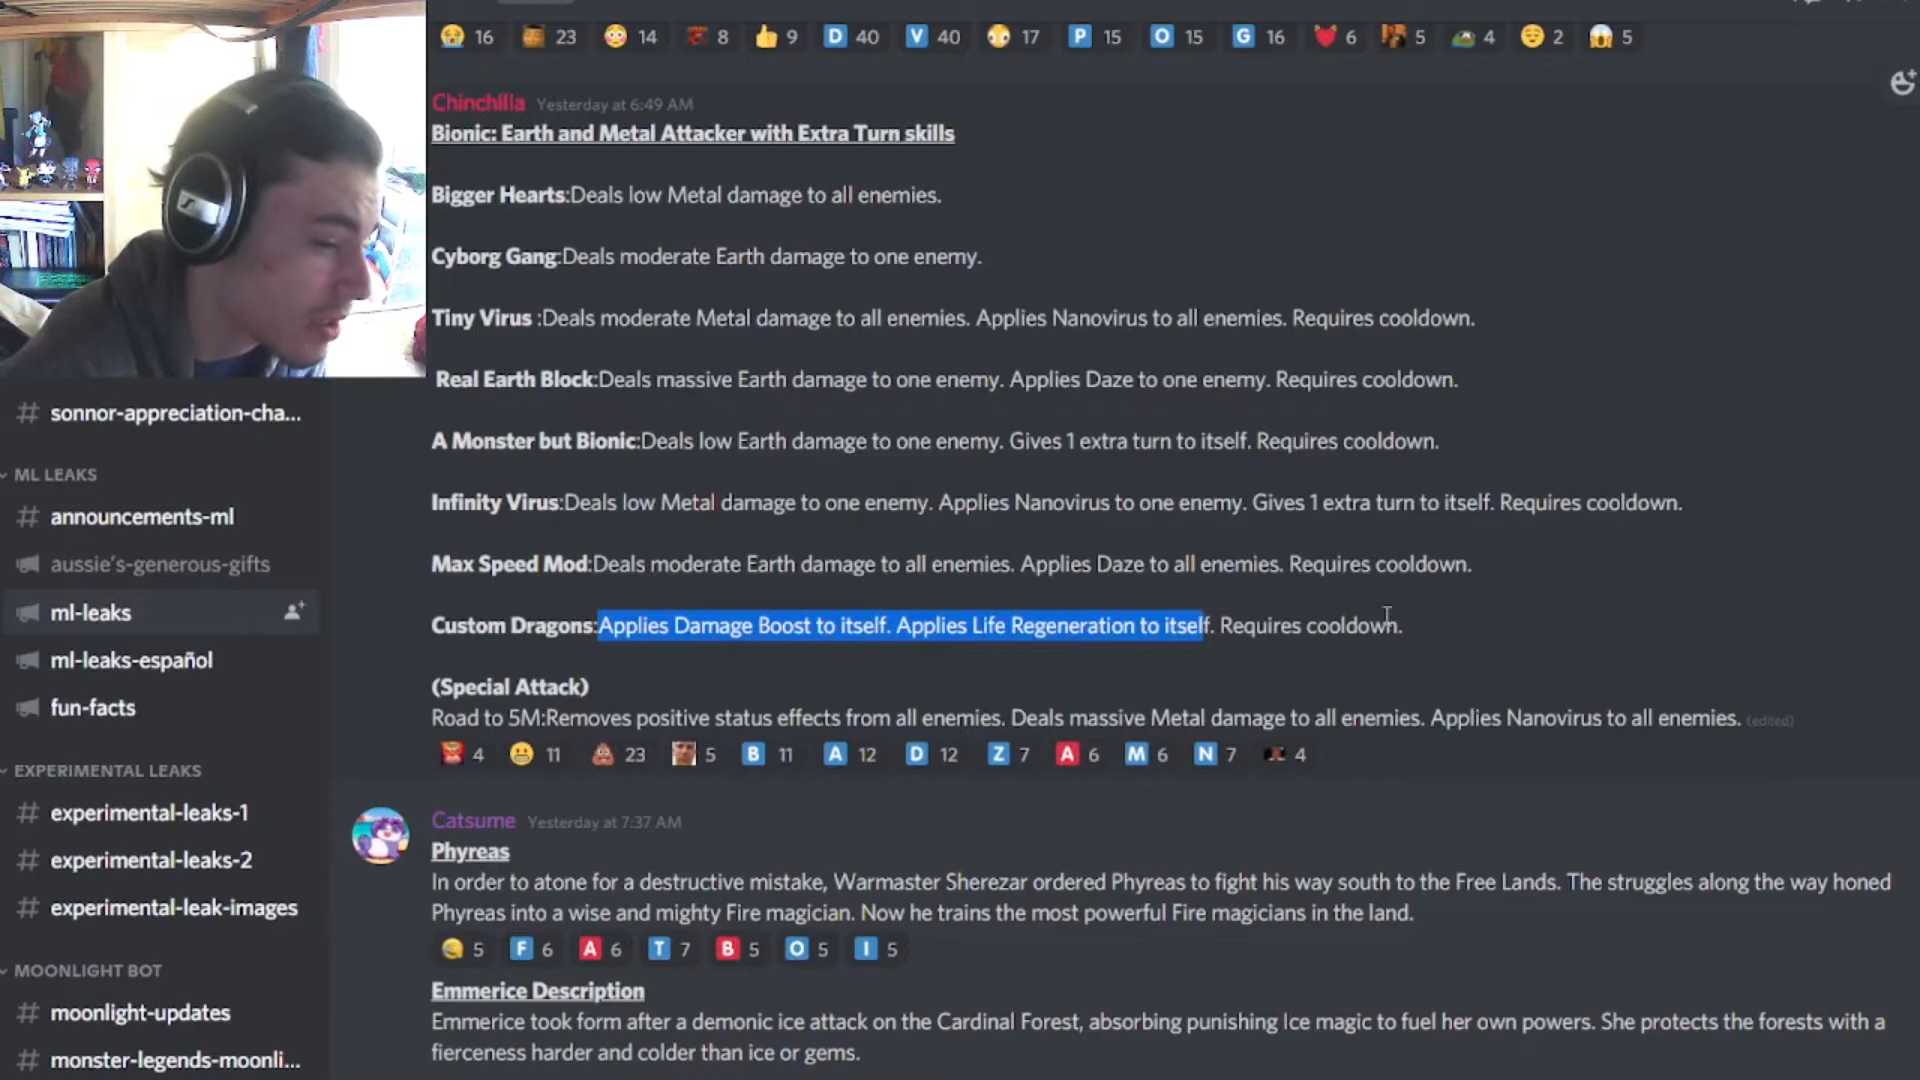 16 23 14 8 9 D 40 V 40 17 P 15 O 15 G 16 6 5 4 2 5
Chinchilla Yesterday at 6:49 AM
Bionic: Earth and Metal Attacker with Extra Turn skills
Bigger Hearts:Deals low Metal damage to all enemies.
Cyborg Gang:Deals moderate Earth damage to one enemy.
Tiny Virus :Deals moderate Metal damage to all enemies. Applies Nanovirus to all enemies. Requires cooldown.
Real Earth Block:Deals massive Earth damage to one enemy. Applies Daze to one enemy. Requires cooldown.
A Monster but Bionic:Deals low Earth damage to one enemy. Gives 1 extra turn to itself. Requires cooldown.
Infinity Virus:Deals low Metal damage to one enemy. Applies Nanovirus to one enemy. Gives 1 extra turn to itself. Requires cooldown.
Max Speed Mod:Deals moderate Earth damage to all enemies. Applies Daze to all enemies. Requires cooldown.
Custom Dragons:Applies Damage Boost to itself. Applies Life Regeneration to itself. Requires cooldown.
(Special Attack)
Road to 5M:Removes positive status effects from all enemies. Deals massive Metal damage to all enemies. Applies Nanovirus to all enemies. (edited)
4 11 23 5 B 11 A 12 D 12 Z 7 A 6 M 6 N 7 4
Catsume Yesterday at 7:37 AM
Phyreas
In order to atone for a destructive mistake, Warmaster Sherezar ordered Phyreas to fight his way south to the Free Lands. The struggles along the way honed
Phyreas into a wise and mighty Fire magician. Now he trains the most powerful Fire magicians in the land.
5 F 6 A 6 T 7 B 5 O 5 I 5
Emmerice Description
Emmerice took form after a demonic ice attack on the Cardinal Forest, absorbing punishing Ice magic to fuel her own powers. She protects the forests with a
fierceness harder and colder than ice or gems.
# sonnor-appreciation-cha...
ML LEAKS
# announcements-ml
aussie's-generous-gifts
ml-leaks
ml-leaks-español
fun-facts
EXPERIMENTAL LEAKS
# experimental-leaks-1
# experimental-leaks-2
# experimental-leak-images
MOONLIGHT BOT
# moonlight-updates
# monster-legends-moonli...